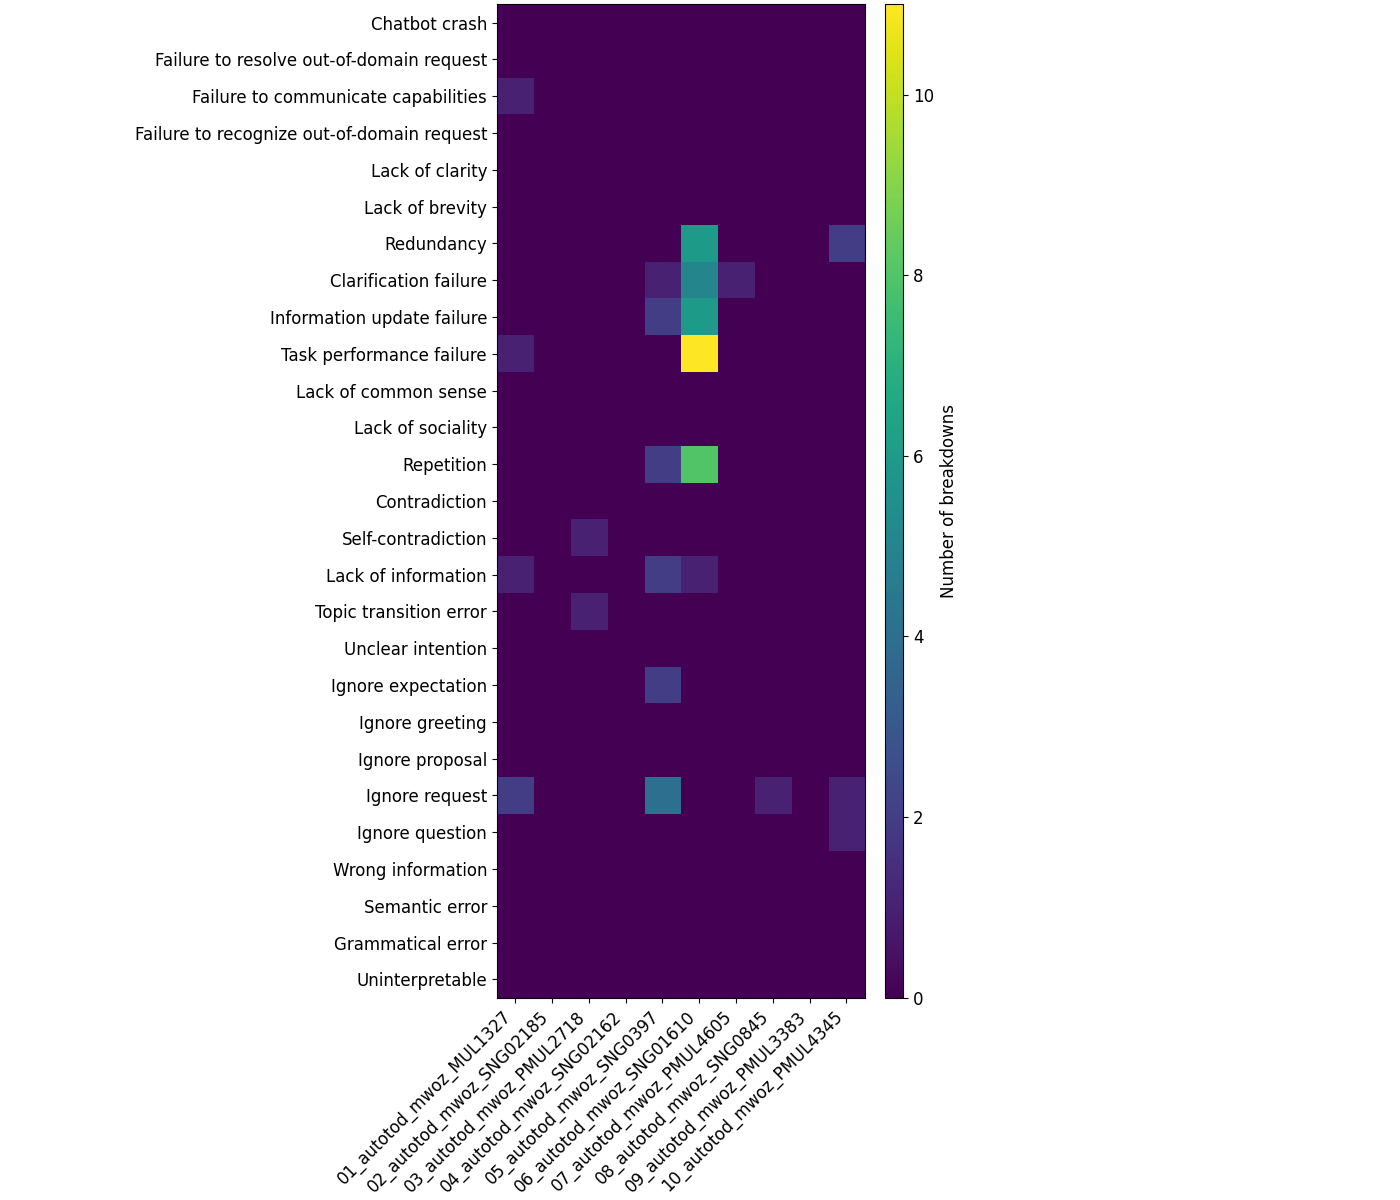 Chatbot crash
Failure to resolve out-of-domain request
Failure to communicate capabilities
Failure to recognize out-of-domain request
Lack of clarity
Lack of brevity
Redundancy
Clarification failure
Information update failure
Task performance failure
Lack of common sense
Lack of sociality
Repetition
Contradiction
Self-contradiction
Lack of information
Topic transition error
Unclear intention
Ignore expectation
Ignore greeting
Ignore proposal
Ignore request
Ignore question
Wrong information
Semantic error
Grammatical error
Uninterpretable
01_autotod_mwoz_MUL1327
02_autotod_mwoz_SNG02185
03_autotod_mwoz_PMUL2718
04_autotod_mwoz_SNG02162
05_autotod_mwoz_SNG0397
06_autotod_mwoz_SNG01610
07_autotod_mwoz_PMUL4605
08_autotod_mwoz_SNG0845
09_autotod_mwoz_PMUL3383
10_autotod_mwoz_PMUL4345
10
8
6
4
2
0
Number of breakdowns